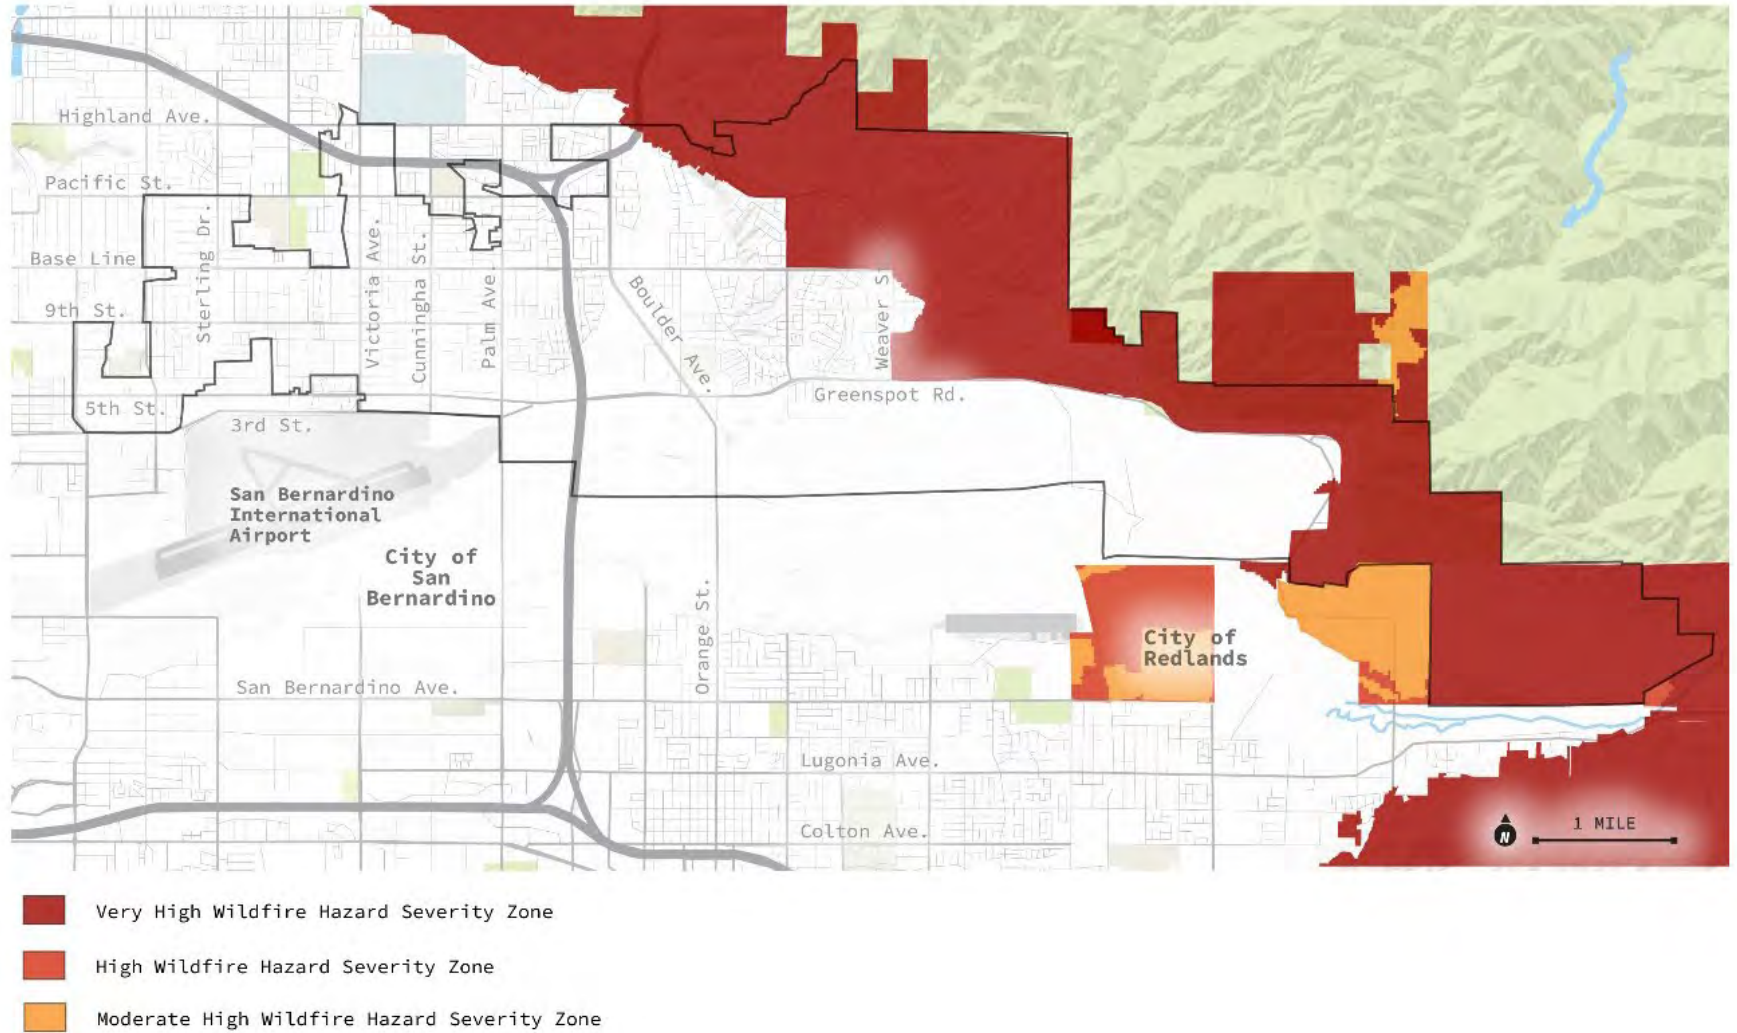 Highland Ave.
Pacific St.
Sterling Dr.
Base Line
Victoria Ave.
Cunningha St.
Palm Ave.
Boulder Ave.
Weaver S
9th St.
5th St.
3rd St.
Greenspot Rd.
San Bernardino
International
Airport
City of
San
Bernardino
Orange St.
City of
Redlands
San Bernardino Ave.
Lugonia Ave.
Colton Ave.
N
1 MILE
Very High Wildfire Hazard Severity Zone
High Wildfire Hazard Severity Zone
Moderate High Wildfire Hazard Severity Zone